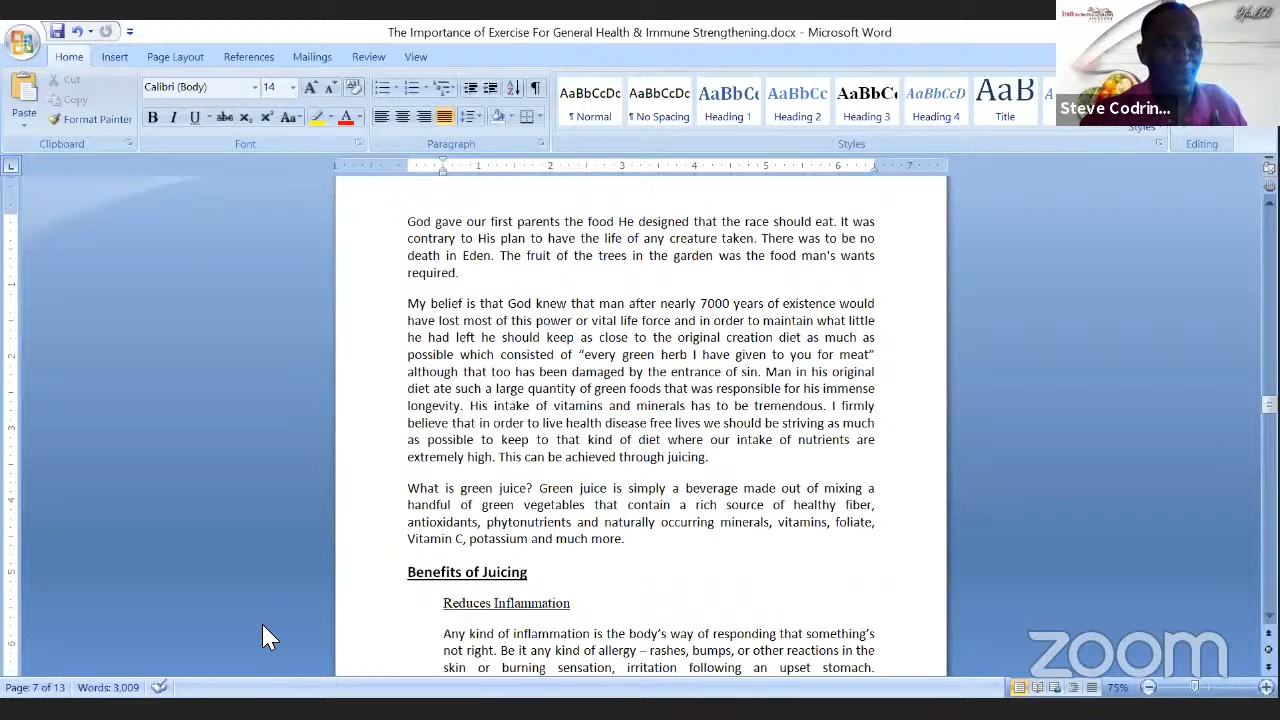 The Importance of Exercise For General Health & Immune Strengthening.docx - Microsoft Word
Home Insert Page Layout References Mailings Review View
Steve Codrin...
Cut
Copy
Paste Format Painter
Calibri (Body) 14
B I U abc x₂ x² Aa
AaBbCcDc AaBbCcDc AaBbCc AaBbCc AaBbCc AaBbCcD AaB
¶ Normal ¶ No Spacing Heading 1 Heading 2 Heading 3 Heading 4 Title Styles
Clipboard Font Paragraph Styles Editing
1 2 3 4 5 6 7
God gave our first parents the food He designed that the race should eat. It was
contrary to His plan to have the life of any creature taken. There was to be no
death in Eden. The fruit of the trees in the garden was the food man's wants
required.
My belief is that God knew that man after nearly 7000 years of existence would
have lost most of this power or vital life force and in order to maintain what little
he had left he should keep as close to the original creation diet as much as
possible which consisted of “every green herb I have given to you for meat”
although that too has been damaged by the entrance of sin. Man in his original
diet ate such a large quantity of green foods that was responsible for his immense
longevity. His intake of vitamins and minerals has to be tremendous. I firmly
believe that in order to live health disease free lives we should be striving as much
as possible to keep to that kind of diet where our intake of nutrients are
extremely high. This can be achieved through juicing.
What is green juice? Green juice is simply a beverage made out of mixing a
handful of green vegetables that contain a rich source of healthy fiber,
antioxidants, phytonutrients and naturally occurring minerals, vitamins, foliate,
Vitamin C, potassium and much more.
Benefits of Juicing
Reduces Inflammation
Any kind of inflammation is the body’s way of responding that something’s
not right. Be it any kind of allergy – rashes, bumps, or other reactions in the
skin or burning sensation, irritation following an upset stomach.
zoom
Page: 7 of 13 Words: 3,009 75%